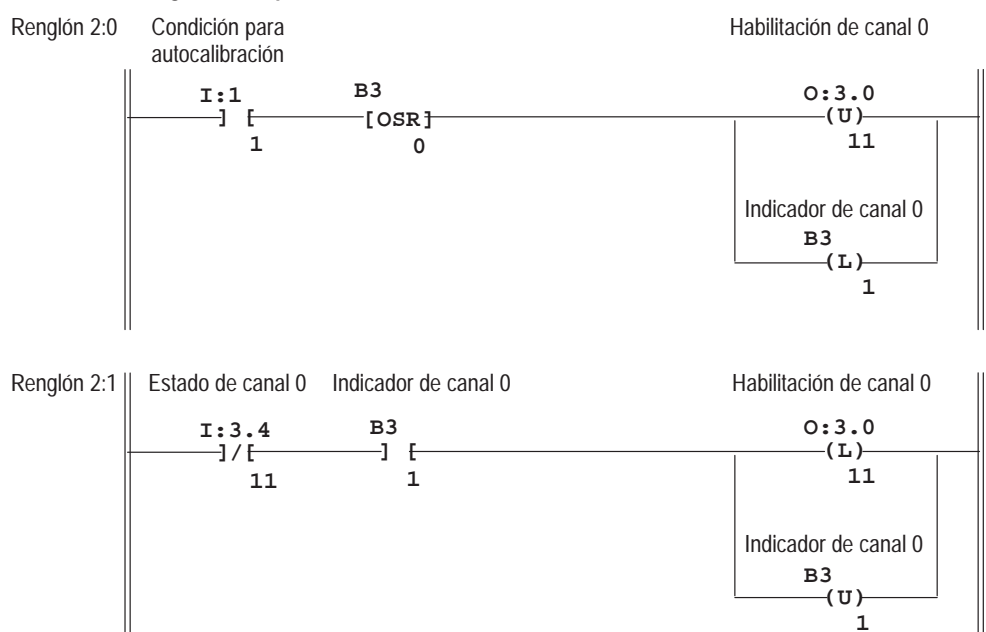 Renglón 2:0 Condición para autocalibración Habilitación de canal 0
I:1 B3 O:3.0
] [ [OSR] (U)
1 0 11
Indicador de canal 0
B3
(L)
1
Renglón 2:1 Estado de canal 0 Indicador de canal 0 Habilitación de canal 0
I:3.4 B3 O:3.0
]/[ ] [ (L)
11 1 11
Indicador de canal 0
B3
(U)
1